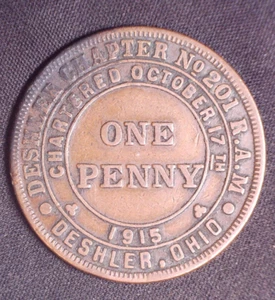 DESHLER CHAPTER NO 201 R.A.M.
CHARTERED OCTOBER 17TH
ONE
PENNY
1915
DESHLER, OHIO